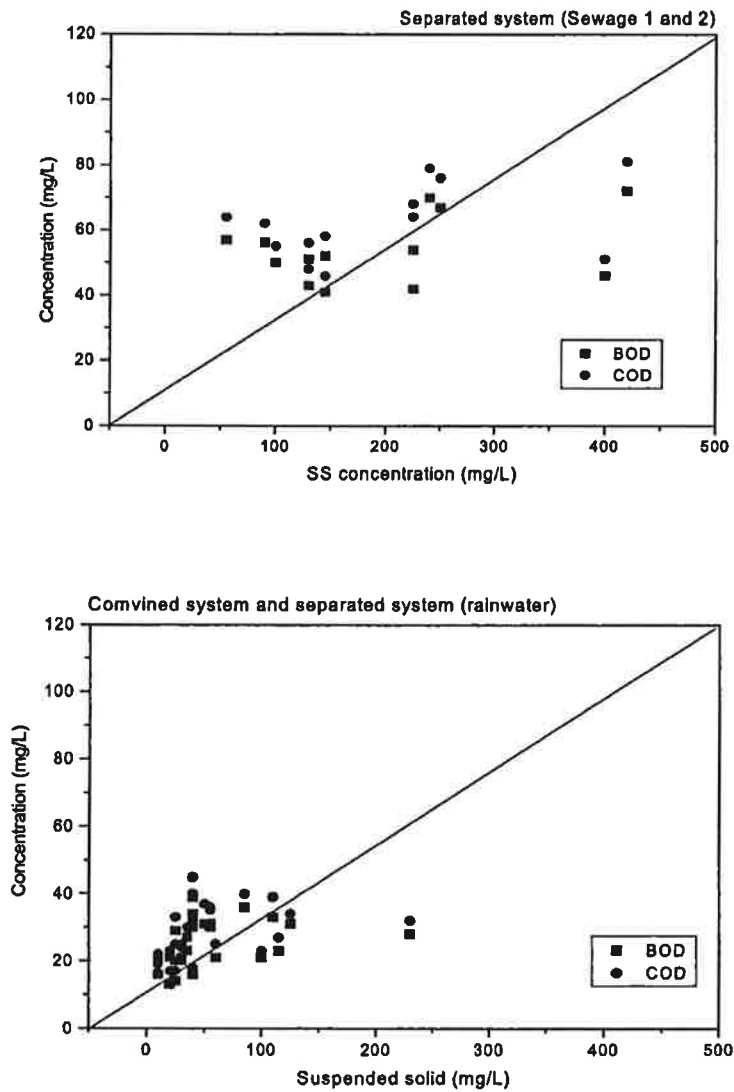 Separated system (Sewage 1 and 2)
120
100
80
60
40
20
0
Concentration (mg/L)
BOD
COD
0 100 200 300 400 500
SS concentration (mg/L)
Comvined system and separated system (rainwater)
120
100
80
60
40
20
0
Concentration (mg/L)
BOD
COD
0 100 200 300 400 500
Suspended solid (mg/L)